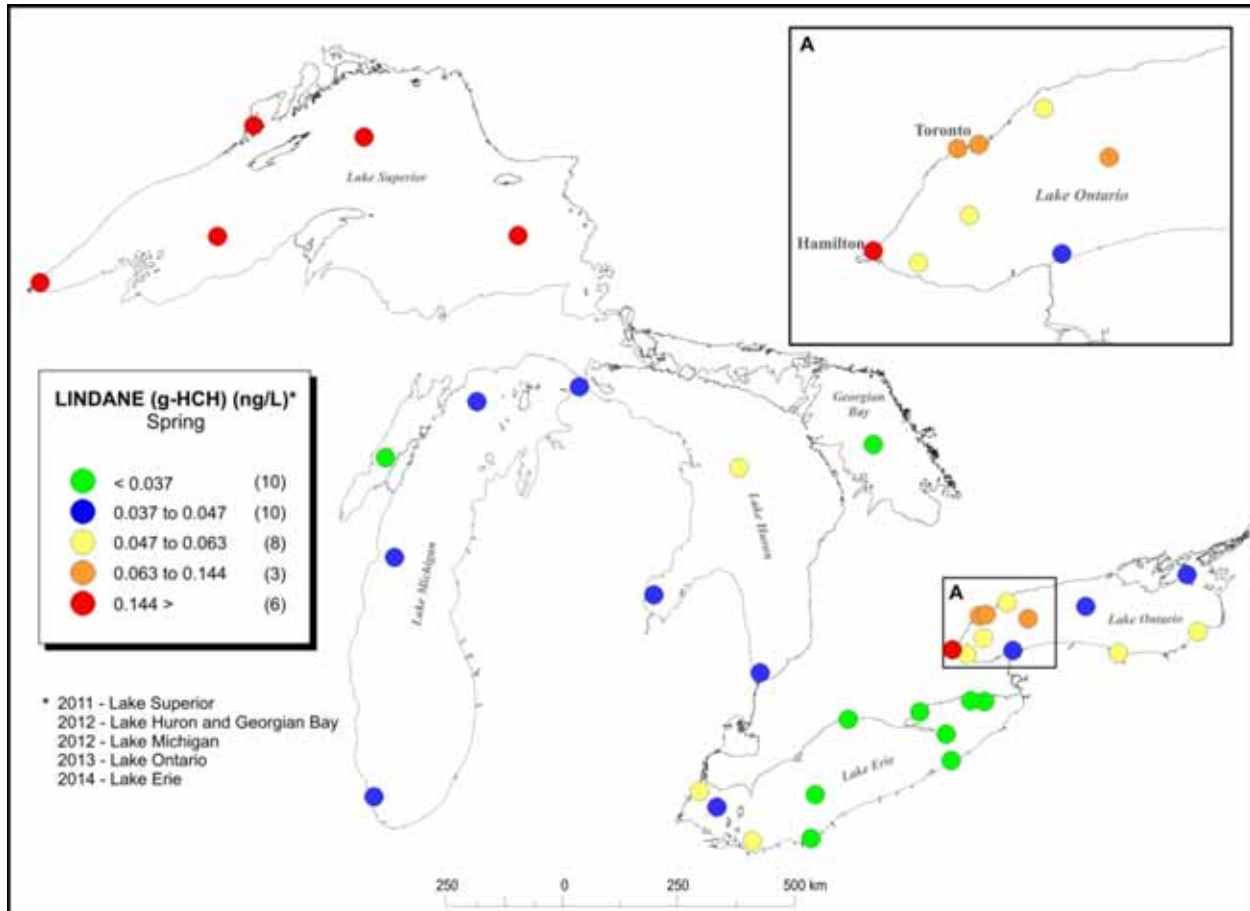 A
Toronto
Lake Ontario
Hamilton
Lake Superior
LINDANE (g-HCH) (ng/L)*
Spring
< 0.037 (10)
0.037 to 0.047 (10)
0.047 to 0.063 (8)
0.063 to 0.144 (3)
0.144 > (6)
Georgian
Bay
Lake Huron
Lake Michigan
A
Lake Ontario
Lake Erie
* 2011 - Lake Superior
2012 - Lake Huron and Georgian Bay
2012 - Lake Michigan
2013 - Lake Ontario
2014 - Lake Erie
250 0 250 500 km